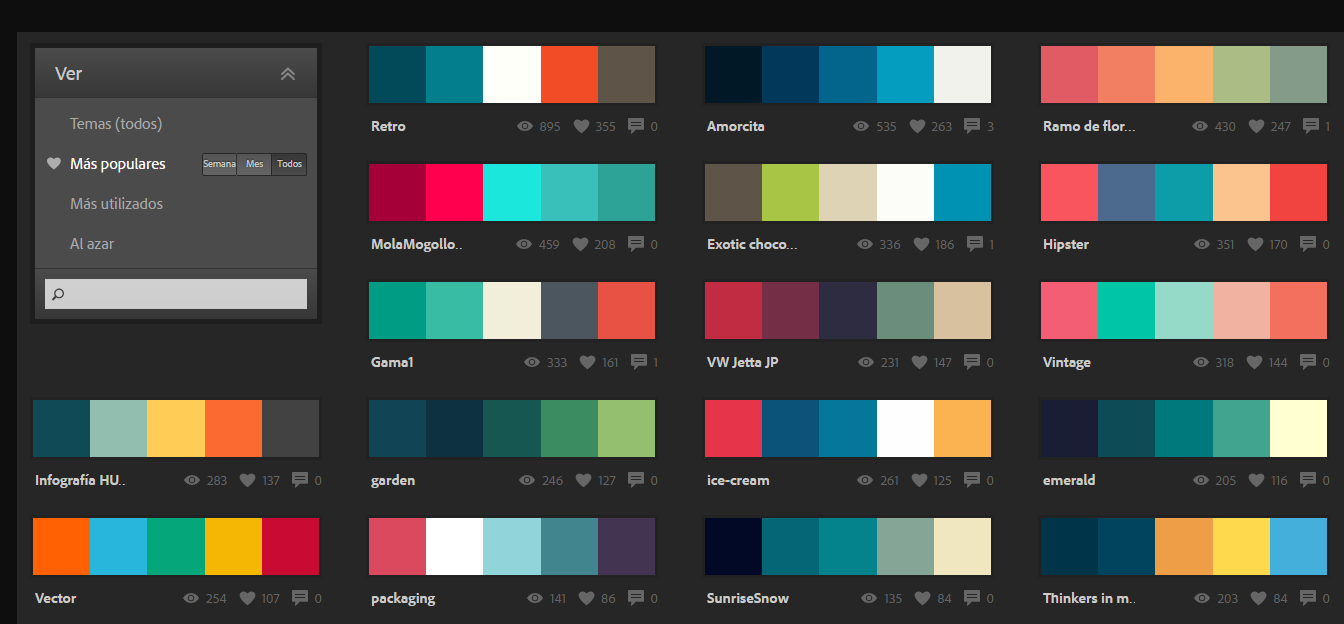 Ver
Temas (todos)
Más populares Semana Mes Todos
Más utilizados
Al azar
Retro 895 355 0
Amorcita 535 263 3
Ramo de flor... 430 247 1
MolaMogollo.. 459 208 0
Exotic choco... 336 186 1
Hipster 351 170 0
Gama1 333 161 1
VW Jetta JP 231 147 0
Vintage 318 144 0
Infografía HU.. 283 137 0
garden 246 127 0
ice-cream 261 125 0
emerald 205 116 0
Vector 254 107 0
packaging 141 86 0
SunriseSnow 135 84 0
Thinkers in m.. 203 84 0